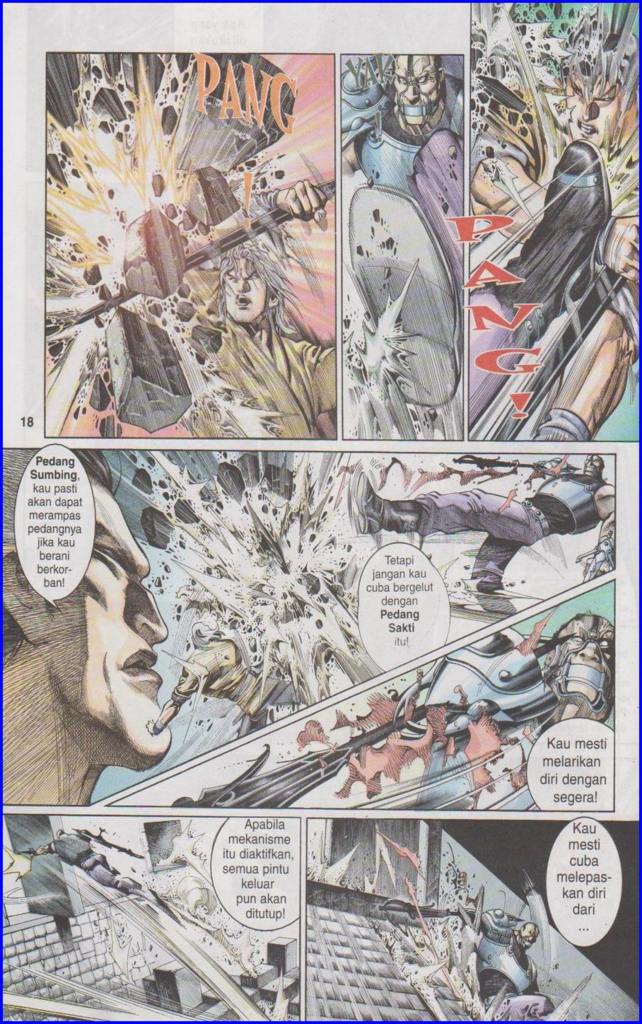 PANG
!
YAK
PANG!
18
Pedang
Sumbing,
kau pasti
akan dapat
merampas
pedangnya
jika kau
berani
berkor-
ban!
Tetapi
jangan kau
cuba bergelut
dengan
Pedang
Sakti
itu!
Kau mesti
melarikan
diri dengan
segera!
Apabila
mekanisme
itu diaktifkan,
semua pintu
keluar
pun akan
ditutup!
Kau
mesti
cuba
melepas-
kan diri
dari
...